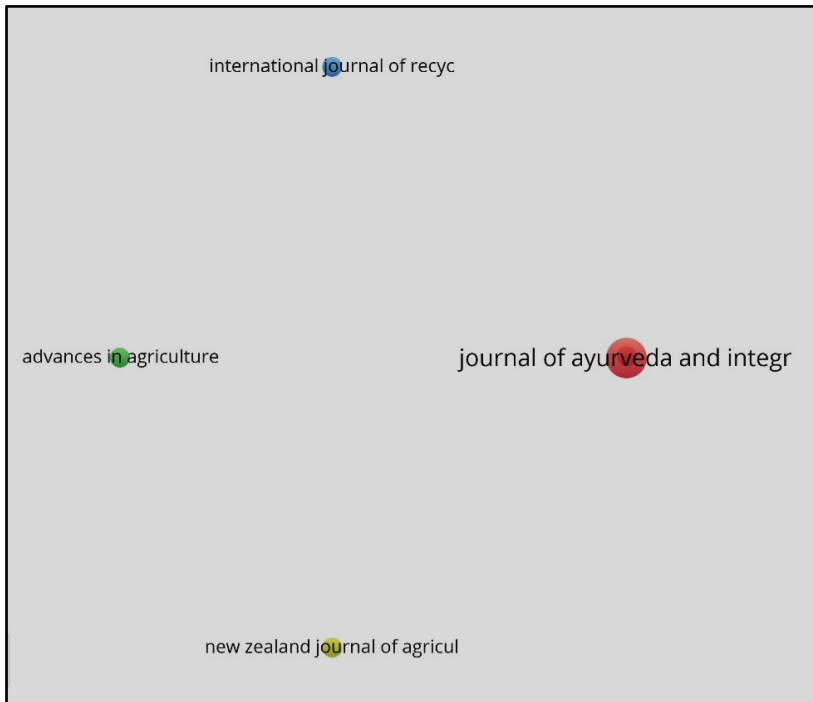 international journal of recyc
advances in agriculture
journal of ayurveda and integr
new zealand journal of agricul